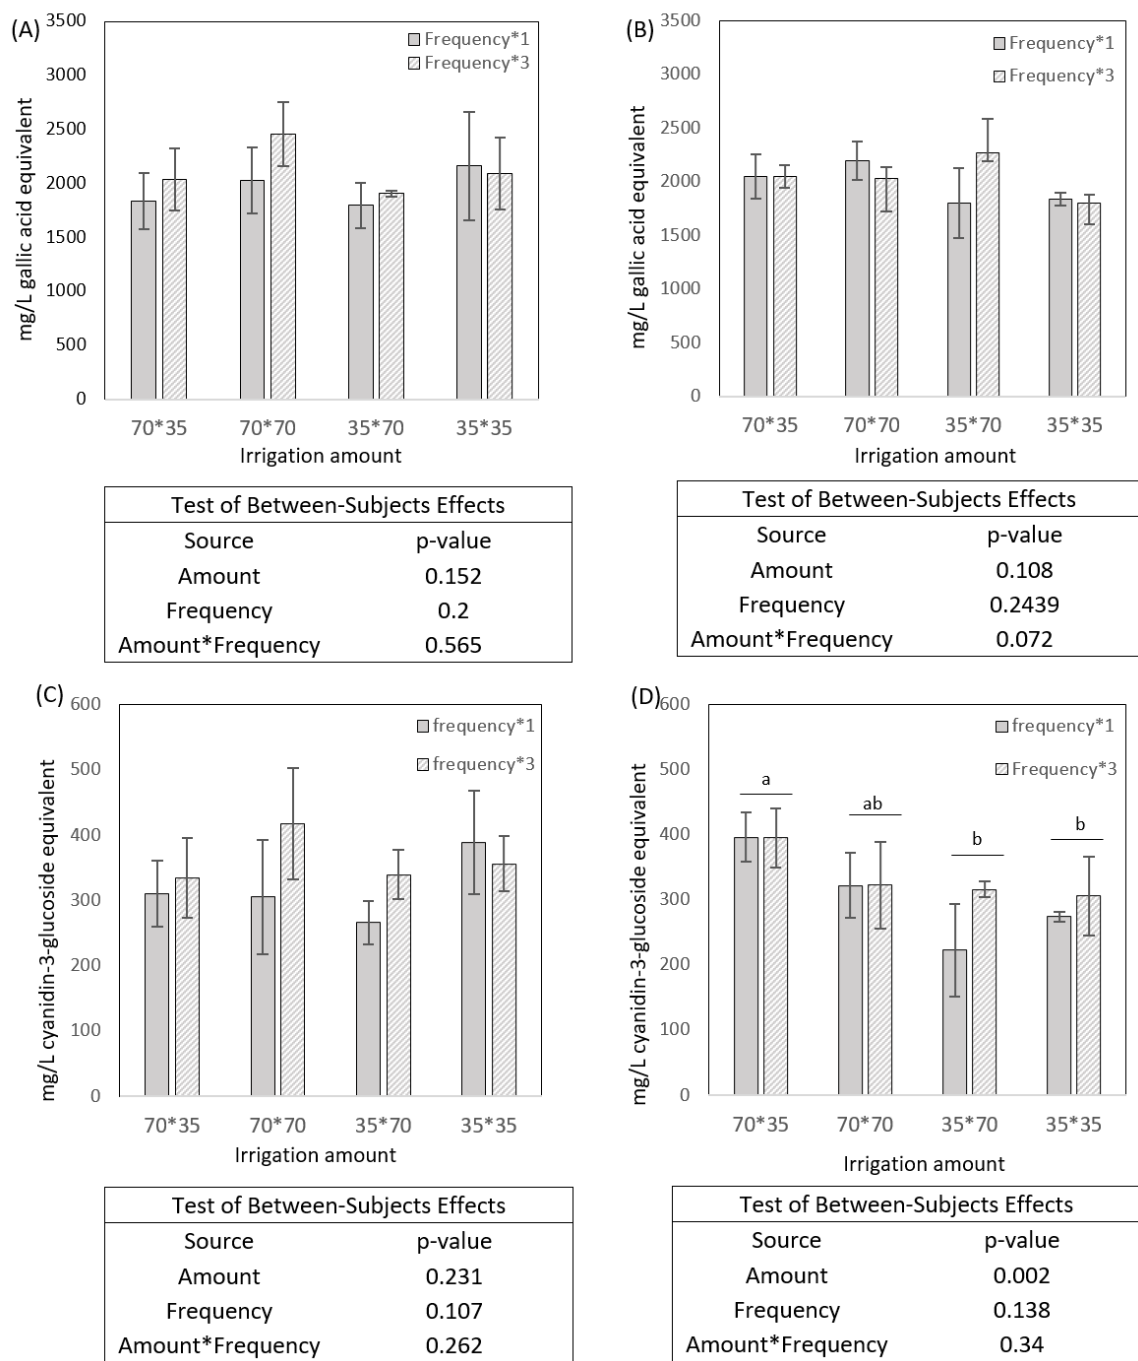 (A)
3500
3000
2500
2000
1500
1000
500
0
mg/L gallic acid equivalent
Frequency*1
Frequency*3
70*35 70*70 35*70 35*35
Irrigation amount
Test of Between-Subjects Effects
Source p-value
Amount 0.152
Frequency 0.2
Amount*Frequency 0.565
(B)
3500
3000
2500
2000
1500
1000
500
0
mg/L gallic acid equivalent
Frequency*1
Frequency*3
70*35 70*70 35*70 35*35
Irrigation amount
Test of Between-Subjects Effects
Source p-value
Amount 0.108
Frequency 0.2439
Amount*Frequency 0.072
(C)
600
500
400
300
200
100
0
mg/L cyanidin-3-glucoside equivalent
frequency*1
frequency*3
70*35 70*70 35*70 35*35
Irrigation amount
Test of Between-Subjects Effects
Source p-value
Amount 0.231
Frequency 0.107
Amount*Frequency 0.262
(D)
600
500
400
300
200
100
0
mg/L cyanidin-3-glucoside equivalent
frequency*1
Frequency*3
a
ab
b
b
70*35 70*70 35*70 35*35
Irrigation amount
Test of Between-Subjects Effects
Source p-value
Amount 0.002
Frequency 0.138
Amount*Frequency 0.34